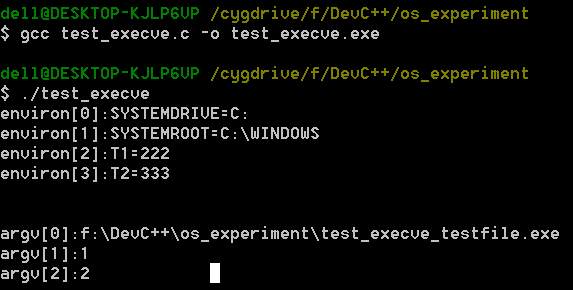 dell@DESKTOP-KJLP6VP /cygdrive/f/DevC++/os_experiment
$ gcc test_execve.c -o test_execve.exe
dell@DESKTOP-KJLP6VP /cygdrive/f/DevC++/os_experiment
$ ./test_execve
environ[0]:SYSTEMDRIVE=C:
environ[1]:SYSTEMROOT=C:\WINDOWS
environ[2]:T1=222
environ[3]:T2=333
argv[0]:f:\DevC++\os_experiment\test_execve_testfile.exe
argv[1]:1
argv[2]:2